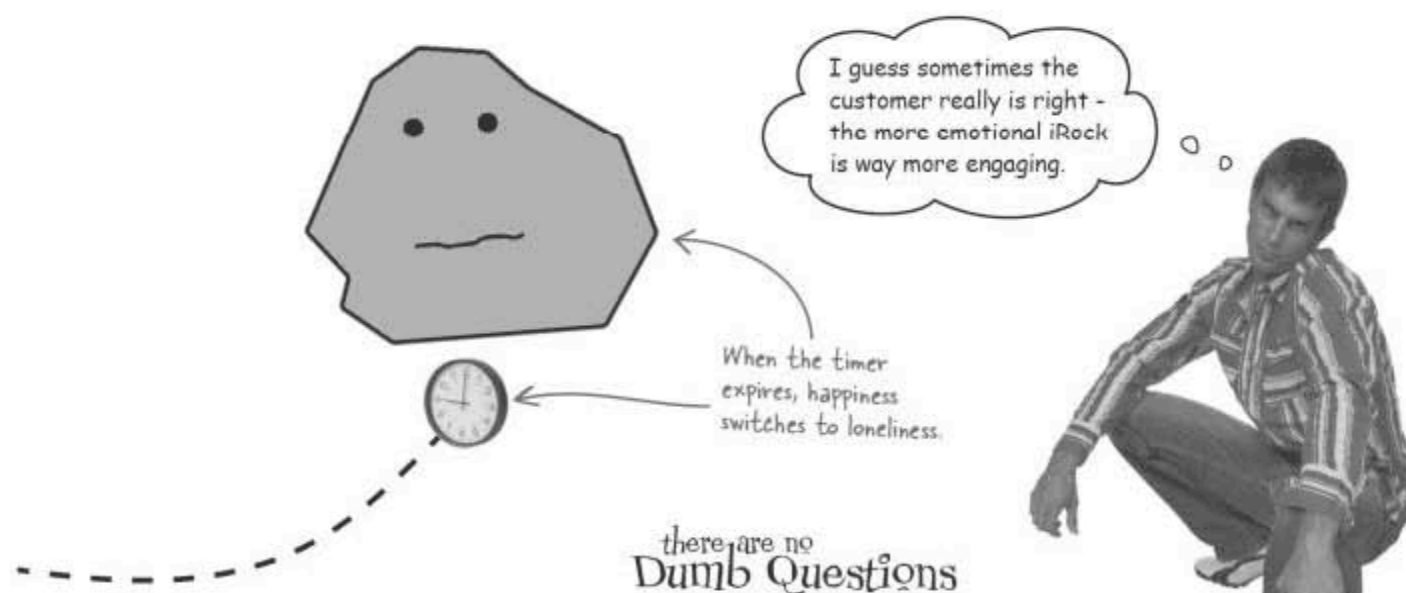 I guess sometimes the
customer really is right -
the more emotional iRock
is way more engaging.
When the timer
expires, happiness
switches to loneliness.
there are no
Dumb Questions